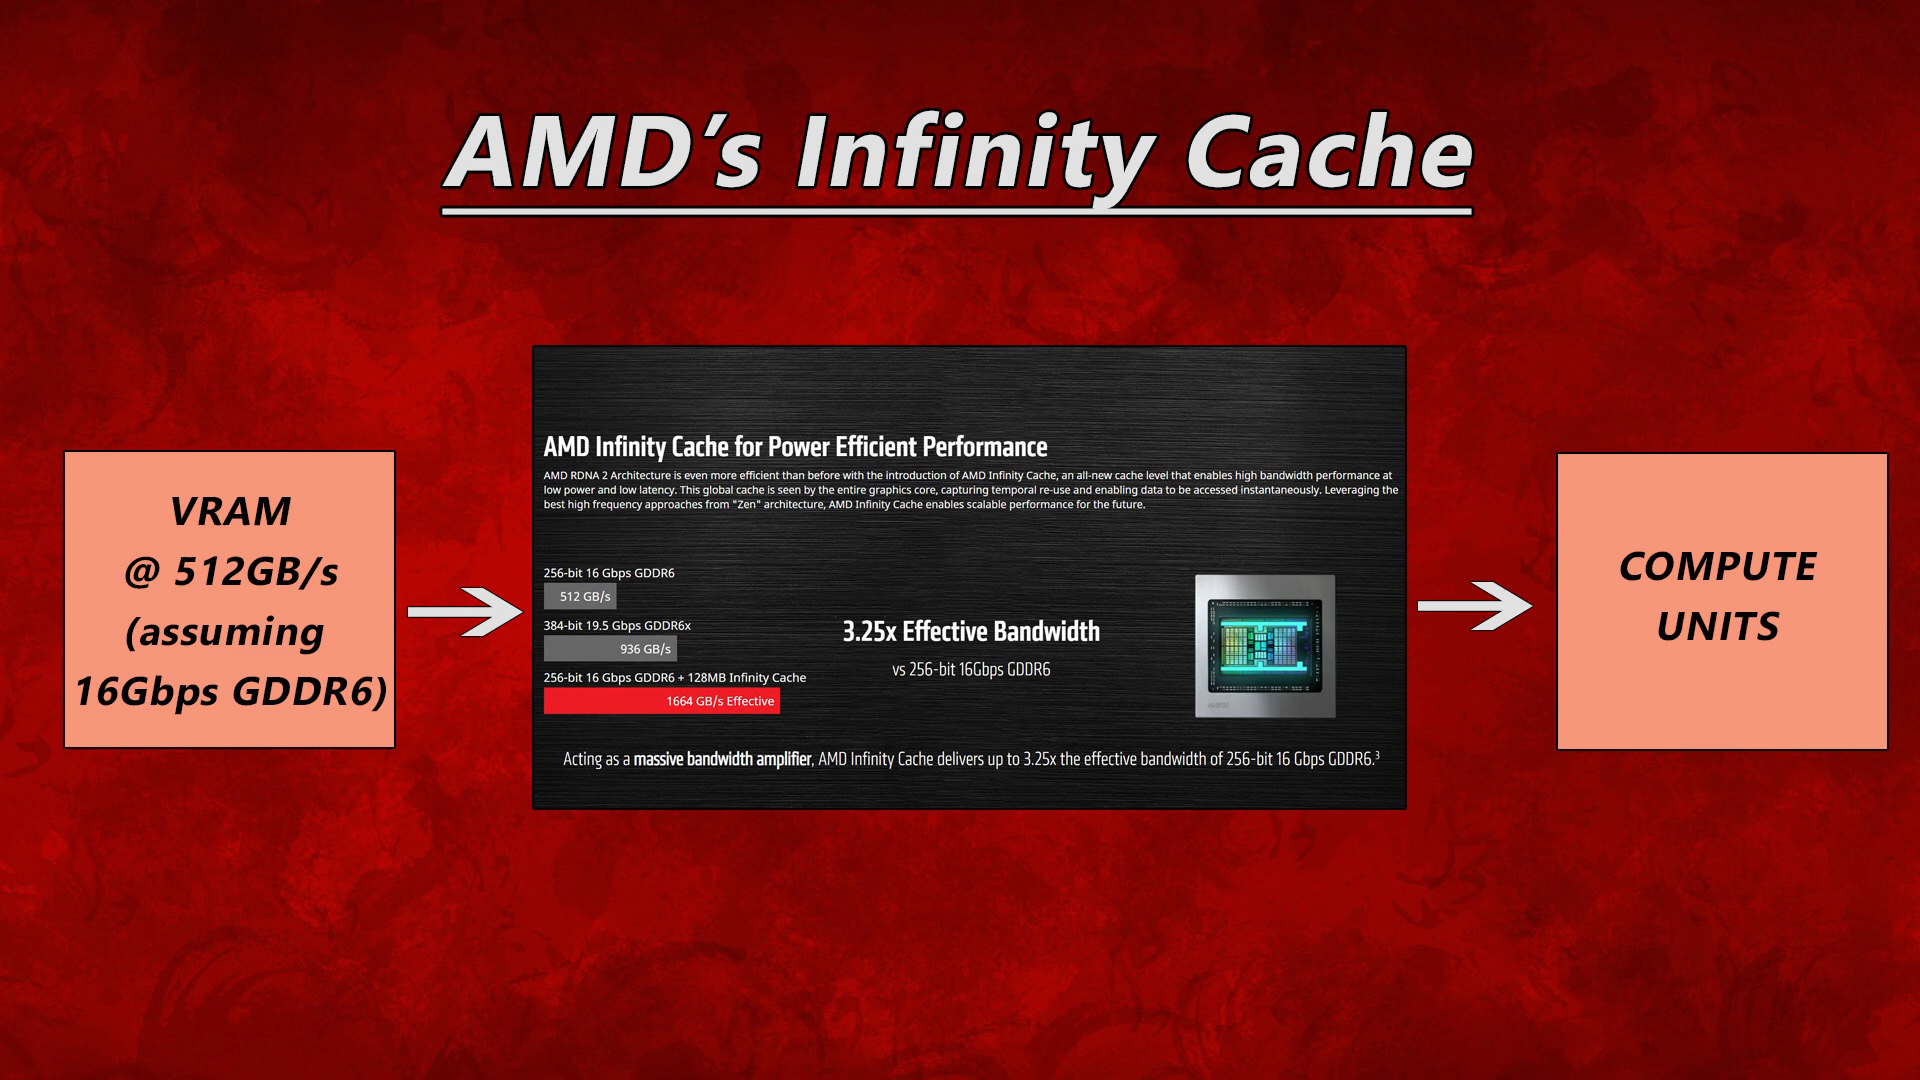 AMD’s Infinity Cache
VRAM
@ 512GB/s
(assuming
16Gbps GDDR6)
AMD Infinity Cache for Power Efficient Performance
AMD RDNA 2 Architecture is even more efficient than before with the introduction of AMD Infinity Cache, an all-new cache level that enables high bandwidth performance at
low power and low latency. This global cache is seen by the entire graphics core, capturing temporal re-use and enabling data to be accessed instantaneously. Leveraging the
best high frequency approaches from "Zen" architecture, AMD Infinity Cache enables scalable performance for the future.
256-bit 16 Gbps GDDR6
512 GB/s
384-bit 19.5 Gbps GDDR6x
936 GB/s
256-bit 16 Gbps GDDR6 + 128MB Infinity Cache
1664 GB/s Effective
3.25x Effective Bandwidth
vs 256-bit 16Gbps GDDR6
Acting as a massive bandwidth amplifier, AMD Infinity Cache delivers up to 3.25x the effective bandwidth of 256-bit 16 Gbps GDDR6.³
COMPUTE
UNITS